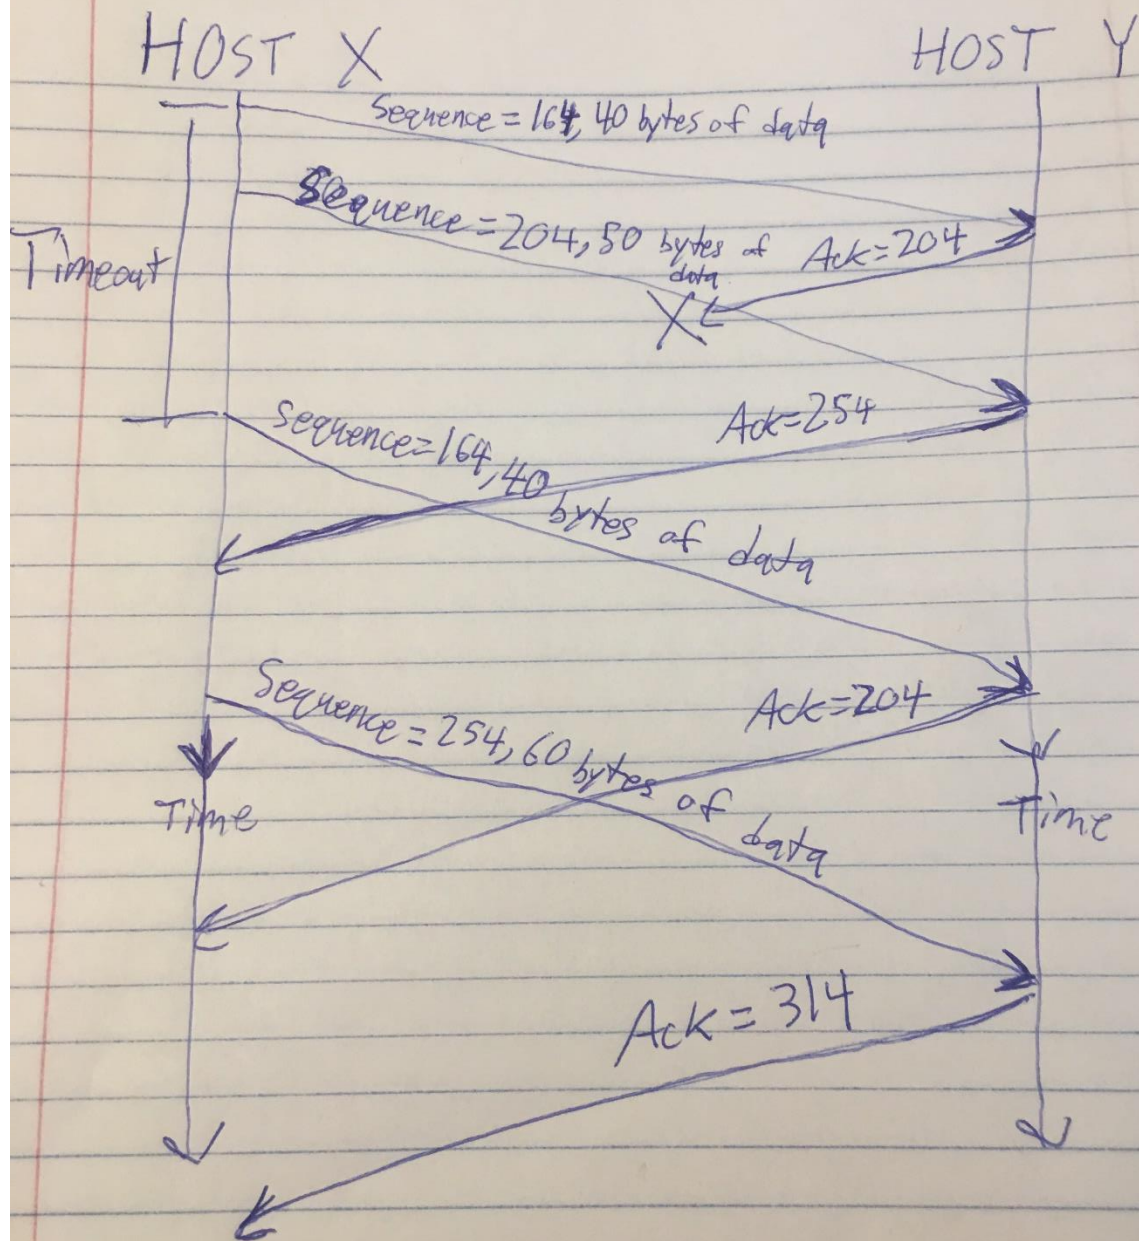 HOST X
HOST Y
Sequence = 164, 40 bytes of data
Sequence = 204, 50 bytes of
data
Ack=204
Timeout
X
Ack=254
Sequence=164,40
bytes of data
Ack=204
Sequence = 254, 60 bytes of
data
Time
Time
Ack = 314